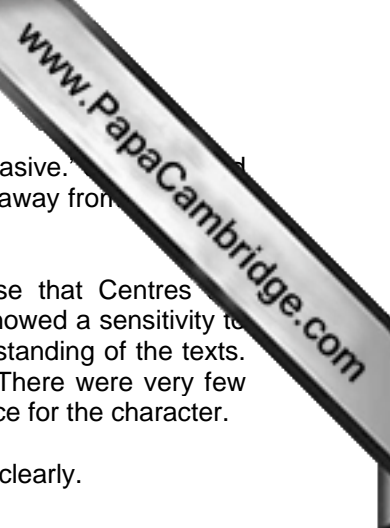 www.PapaCambridge.com
asive."
away from
se that Centres
howed a sensitivity to
standing of the texts.
There were very few
ce for the character.
clearly.